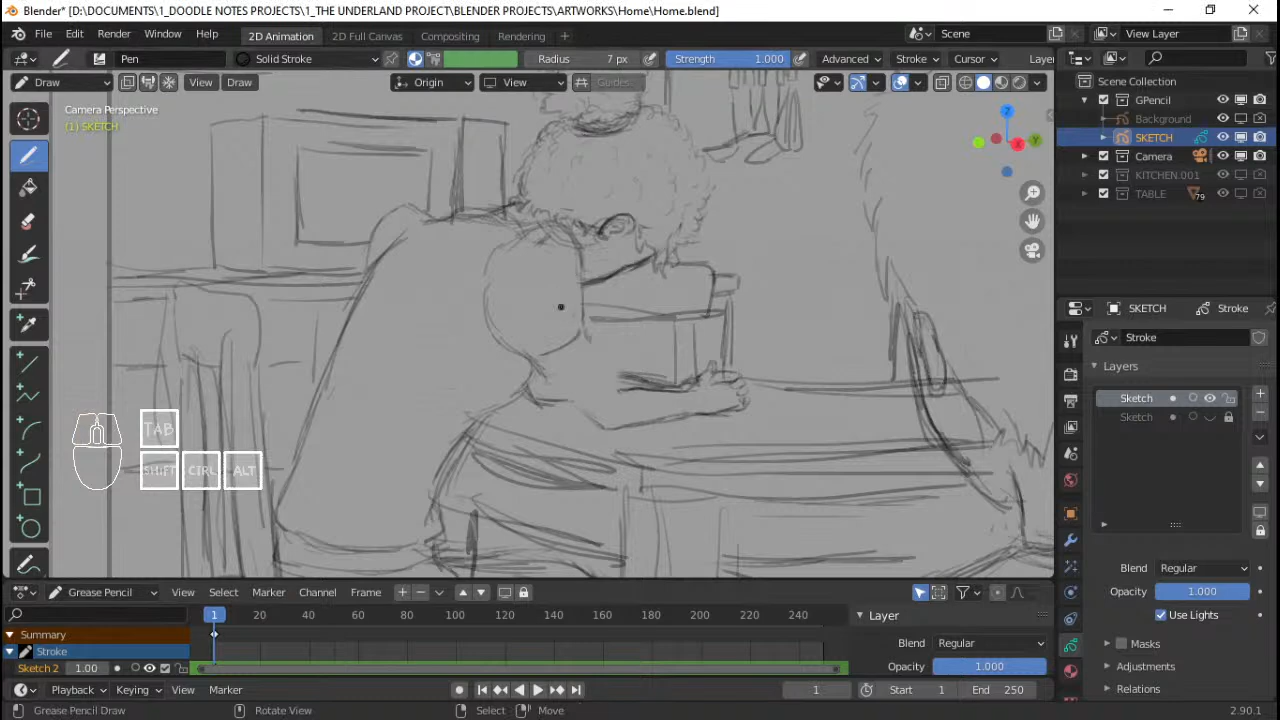 Blender* [D:\DOCUMENTS\1_DOODLE NOTES PROJECTS\1_THE UNDERLAND PROJECT\BLENDER PROJECTS\ARTWORKS\Home\Home.blend]
File Edit Render Window Help 2D Animation 2D Full Canvas Compositing Rendering + Scene View Layer
Pen Solid Stroke Radius 7 px Strength 1.000 Advanced Stroke Cursor Layer
Draw View Draw Origin View Guides
Camera Perspective
(1) SKETCH
Scene Collection
GPencil
Background
SKETCH
Camera
KITCHEN.001
TABLE 79
SKETCH Stroke
Stroke
Layers
Sketch
Sketch
Blend Regular
Opacity 1.000
Use Lights
Masks
Adjustments
Relations
Z
X
Y
TAB
SHIFT CTRL ALT
Grease Pencil View Select Marker Channel Frame
1 20 40 60 80 100 120 140 160 180 200 220 240
Summary
Stroke
Sketch 2 1.00
Layer
Blend Regular
Opacity 1.000
Playback Keying View Marker 1 Start 1 End 250
Grease Pencil Draw Rotate View Select Move 2.90.1